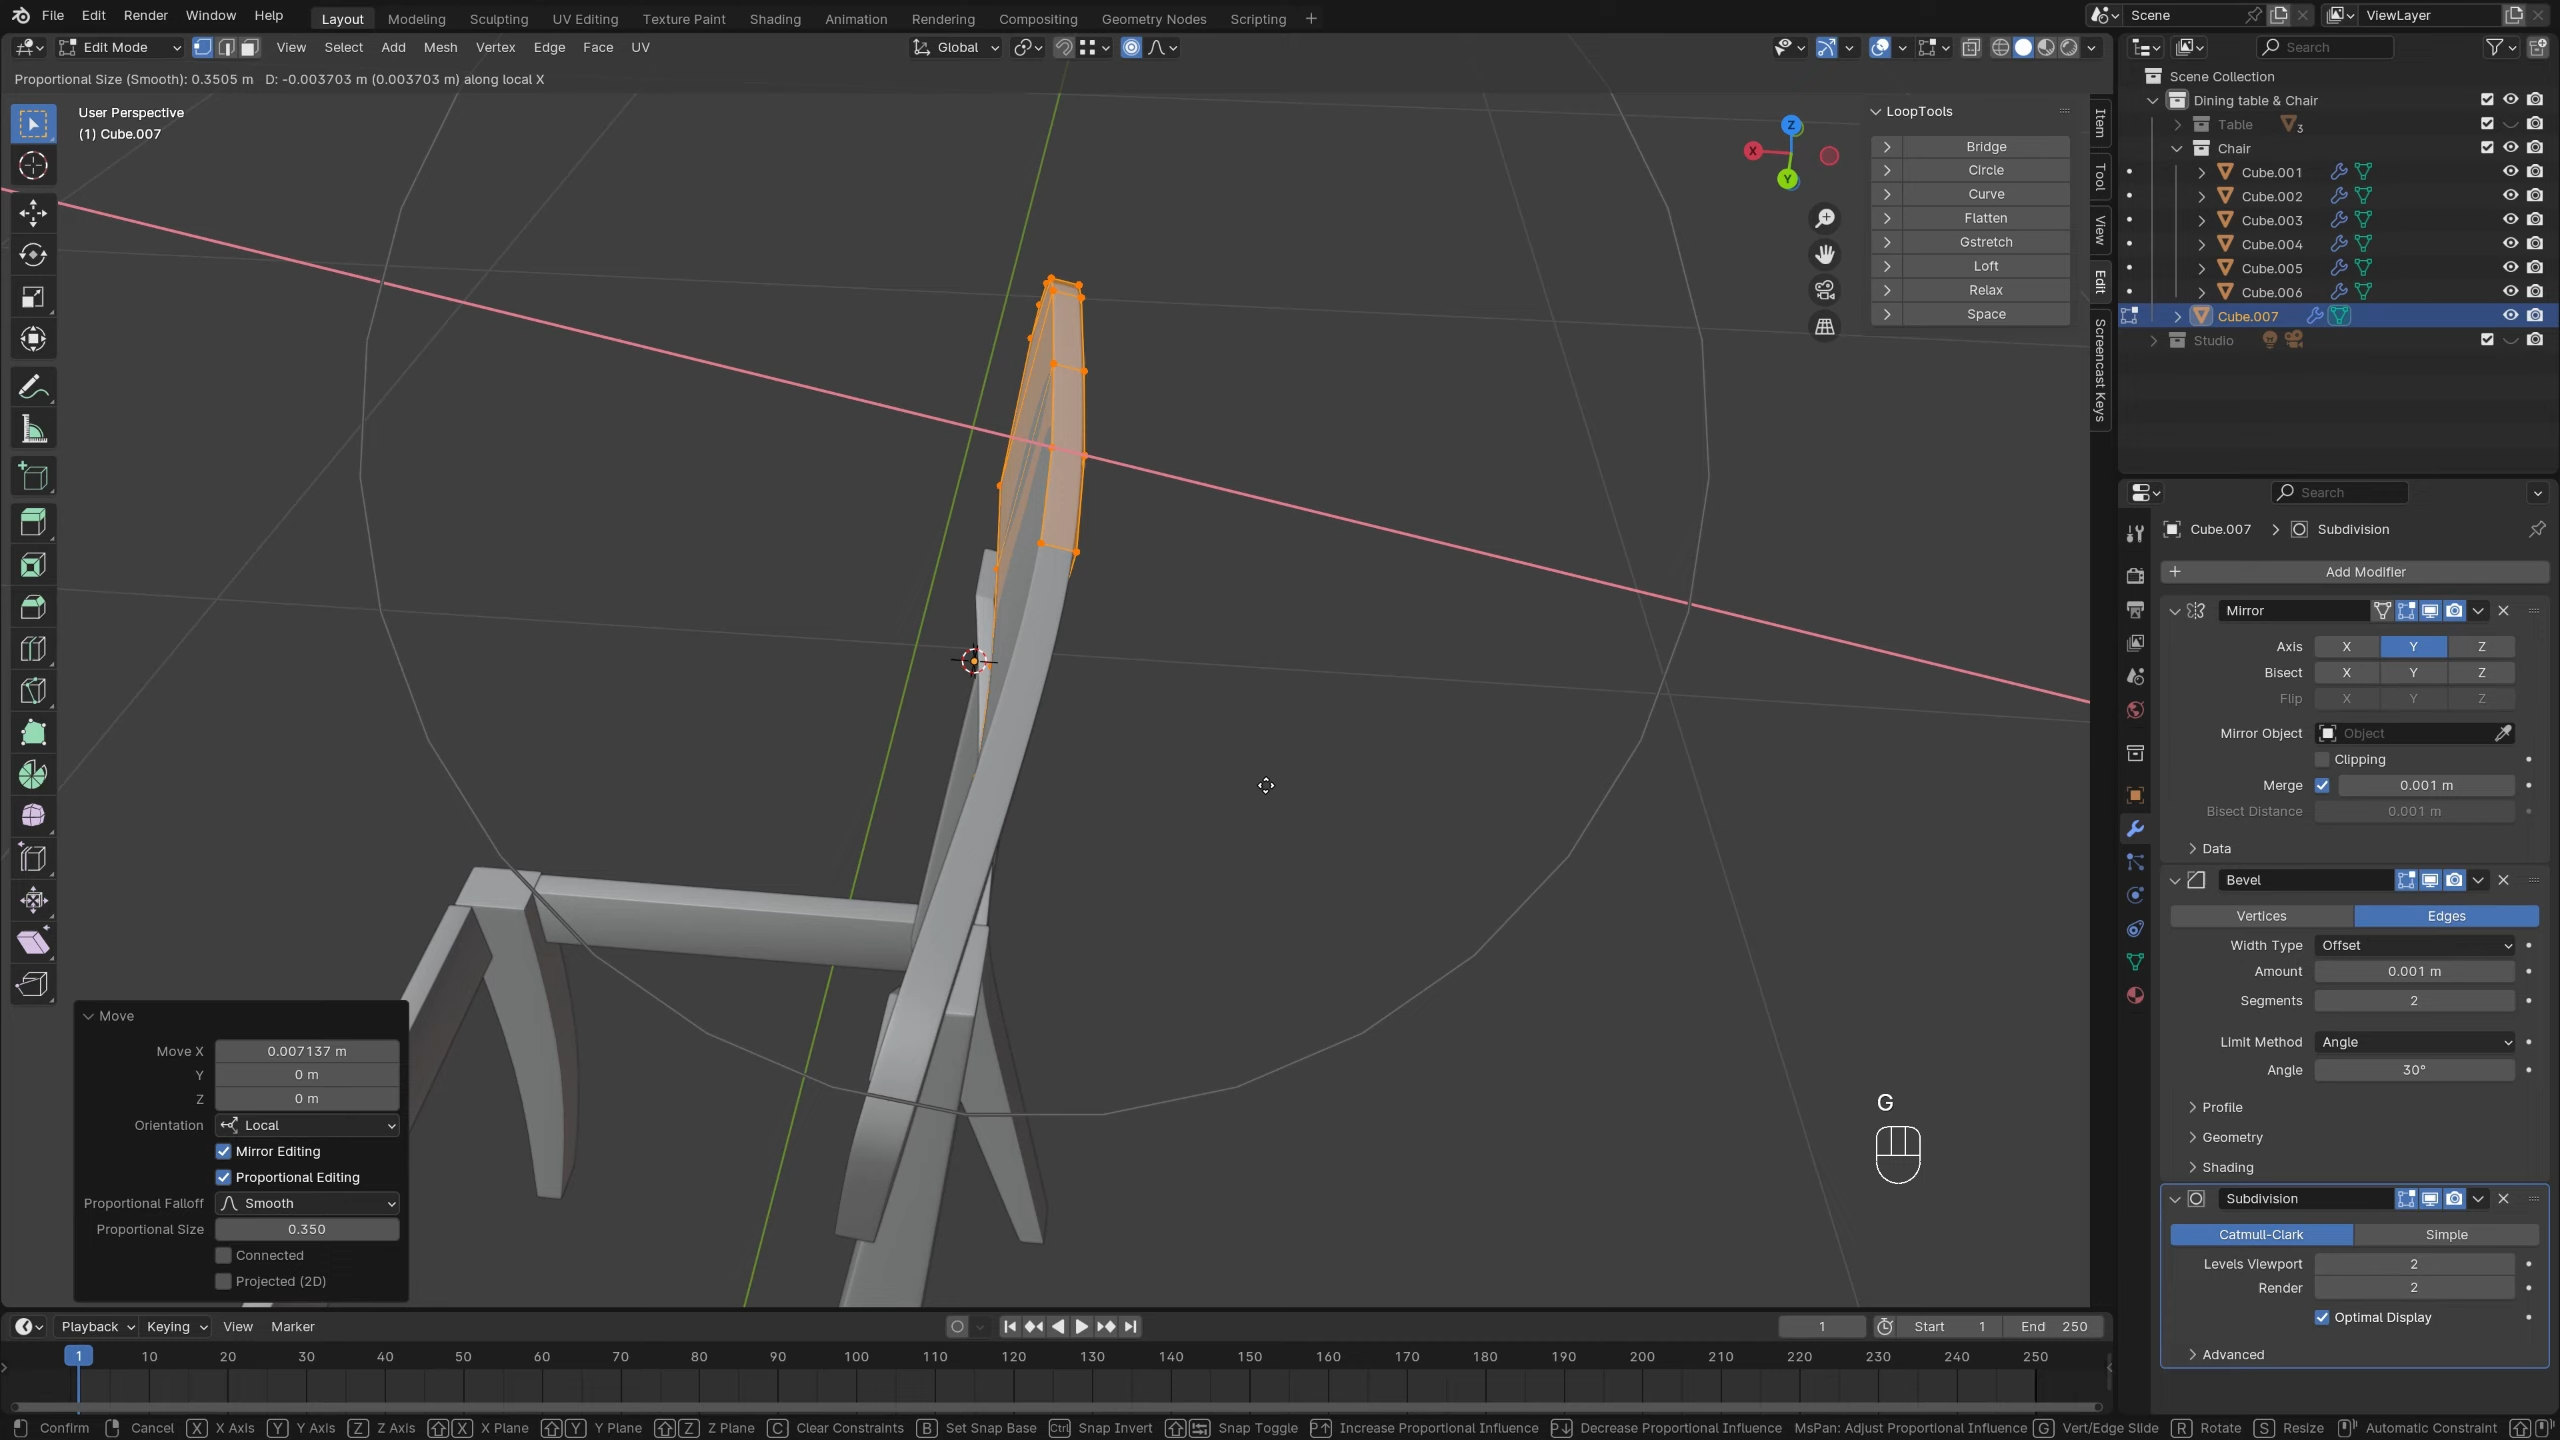 File Edit Render Window Help
Layout Modeling Sculpting UV Editing Texture Paint Shading Animation Rendering Compositing Geometry Nodes Scripting +
Scene
ViewLayer
Edit Mode
View Select Add Mesh Vertex Edge Face UV
Global
Search
Proportional Size (Smooth): 0.3505 m D: -0.003703 m (0.003703 m) along local X
User Perspective
(1) Cube.007
Z
X
Y
LoopTools
Bridge
Circle
Curve
Flatten
Gstretch
Loft
Relax
Space
Item
Tool
View
Edit
Screencast Keys
Scene Collection
Dining table & Chair
Table 3
Chair
Cube.001
Cube.002
Cube.003
Cube.004
Cube.005
Cube.006
Cube.007
Studio
Search
Cube.007 > Subdivision
+ Add Modifier
Mirror
Axis X Y Z
Bisect X Y Z
Flip X Y Z
Mirror Object Object
Clipping
Merge 0.001 m
Bisect Distance 0.001 m
Data
Bevel
Vertices Edges
Width Type Offset
Amount 0.001 m
Segments 2
Limit Method Angle
Angle 30°
Profile
Geometry
Shading
Subdivision
Catmull-Clark Simple
Levels Viewport 2
Render 2
Optimal Display
Advanced
Move
Move X 0.007137 m
Y 0 m
Z 0 m
Orientation Local
Mirror Editing
Proportional Editing
Proportional Falloff Smooth
Proportional Size 0.350
Connected
Projected (2D)
G
Playback Keying View Marker
1 Start 1 End 250
1 10 20 30 40 50 60 70 80 90 100 110 120 130 140 150 160 170 180 190 200 210 220 230 240 250
Confirm Cancel X X Axis Y Y Axis Z Z Axis X X Plane Y Y Plane Z Z Plane C Clear Constraints B Set Snap Base Ctrl Snap Invert Snap Toggle P↑ Increase Proportional Influence P↓ Decrease Proportional Influence MsPan: Adjust Proportional Influence G Vert/Edge Slide R Rotate S Resize Automatic Constraint